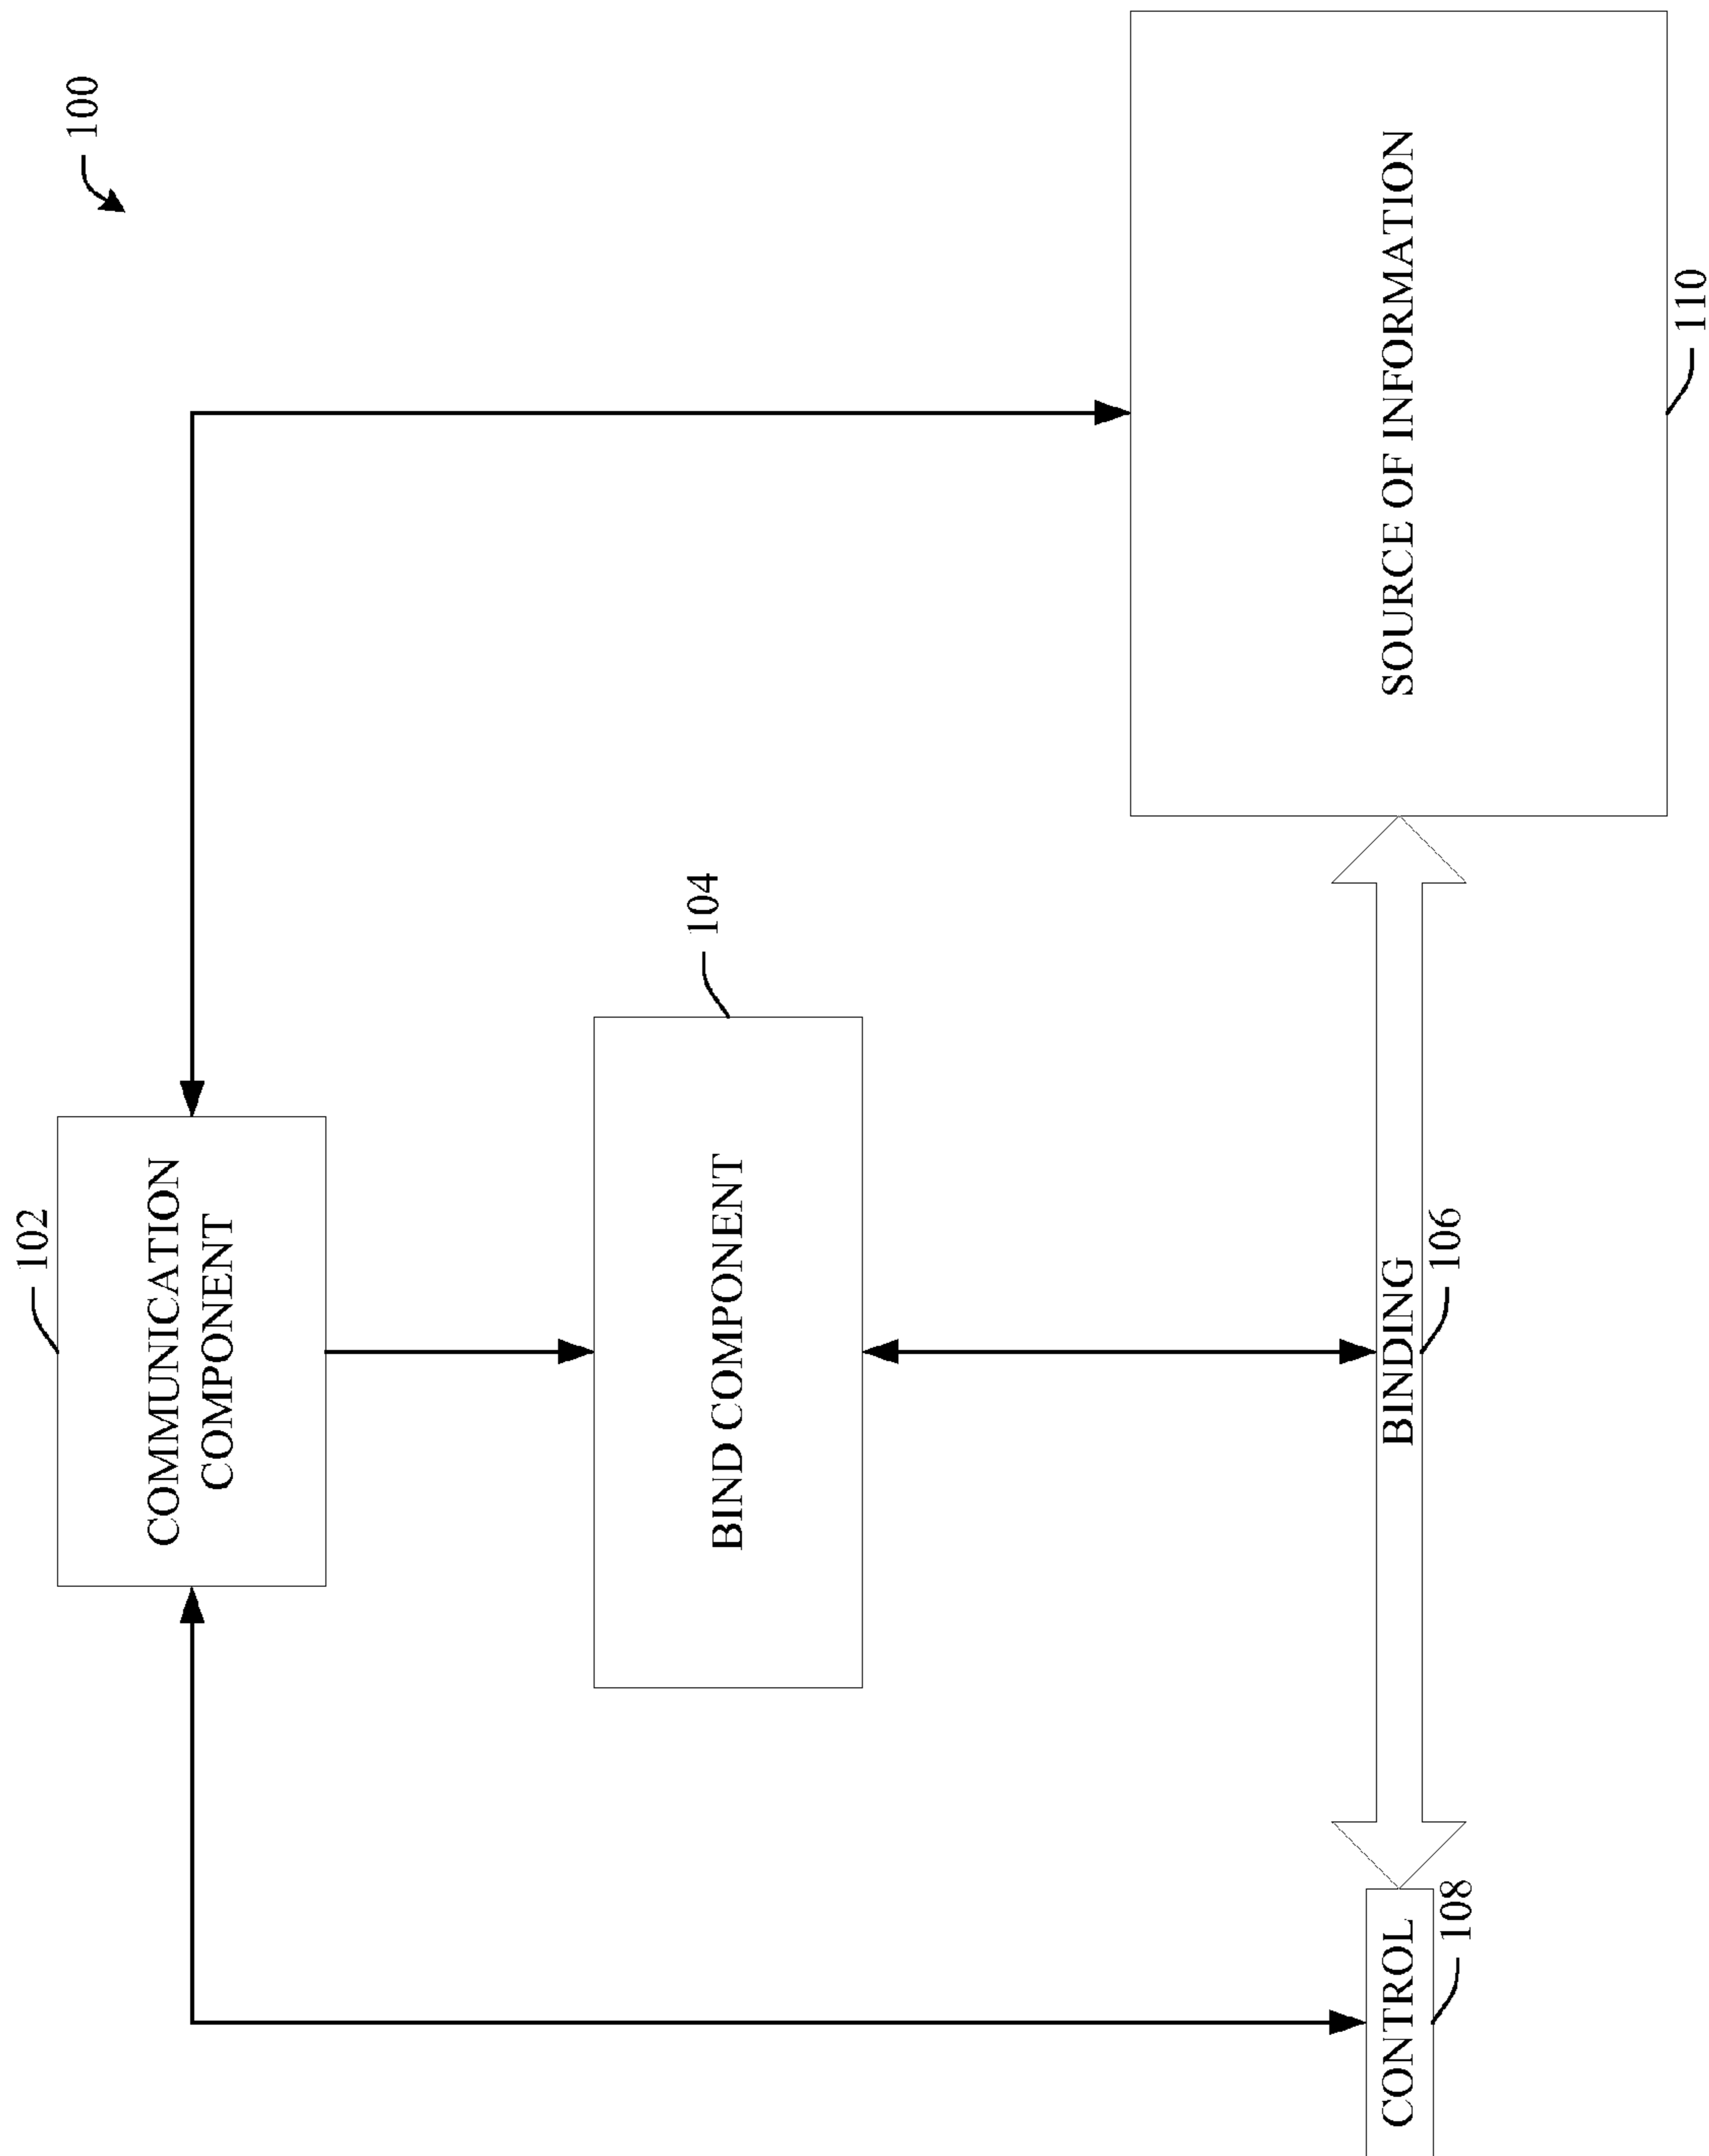 100
102
COMMUNICATION
COMPONENT
104
BIND COMPONENT
BINDING
106
CONTROL
108
SOURCE OF INFORMATION
110